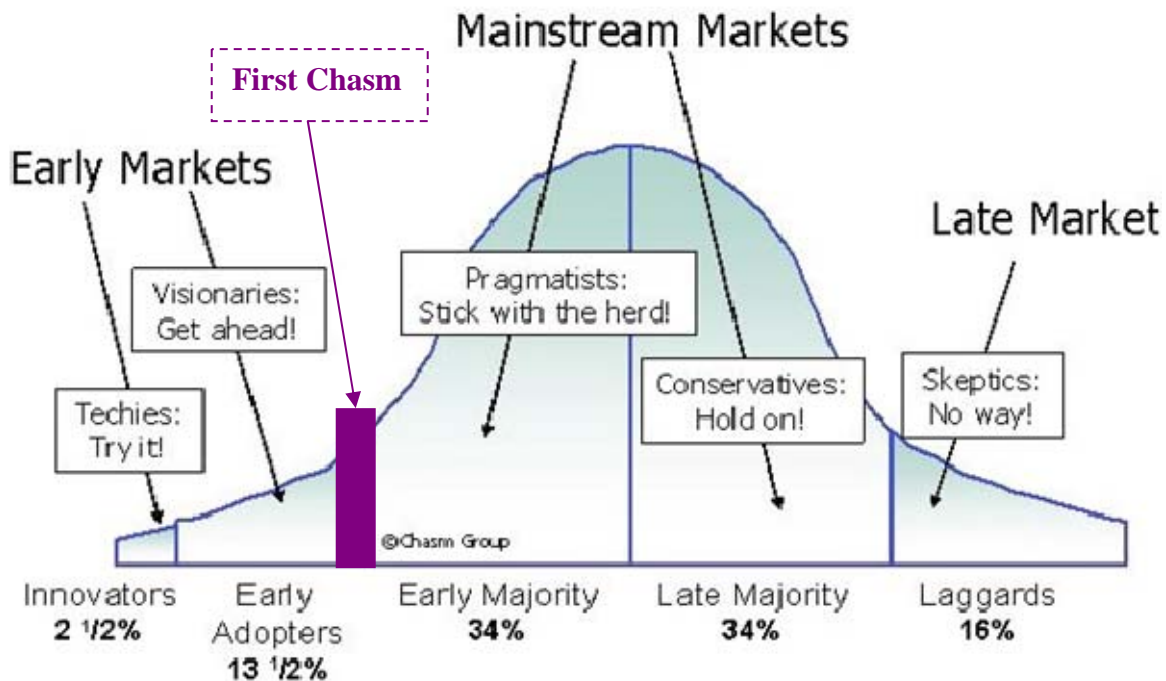 Mainstream Markets
First Chasm
Early Markets
Late Market
Visionaries:
Get ahead!
Pragmatists:
Stick with the herd!
Techies:
Try it!
Conservatives:
Hold on!
Skeptics:
No way!
©Chasm Group
Innovators
2 1/2%
Early
Adopters
13 1/2%
Early Majority
34%
Late Majority
34%
Laggards
16%